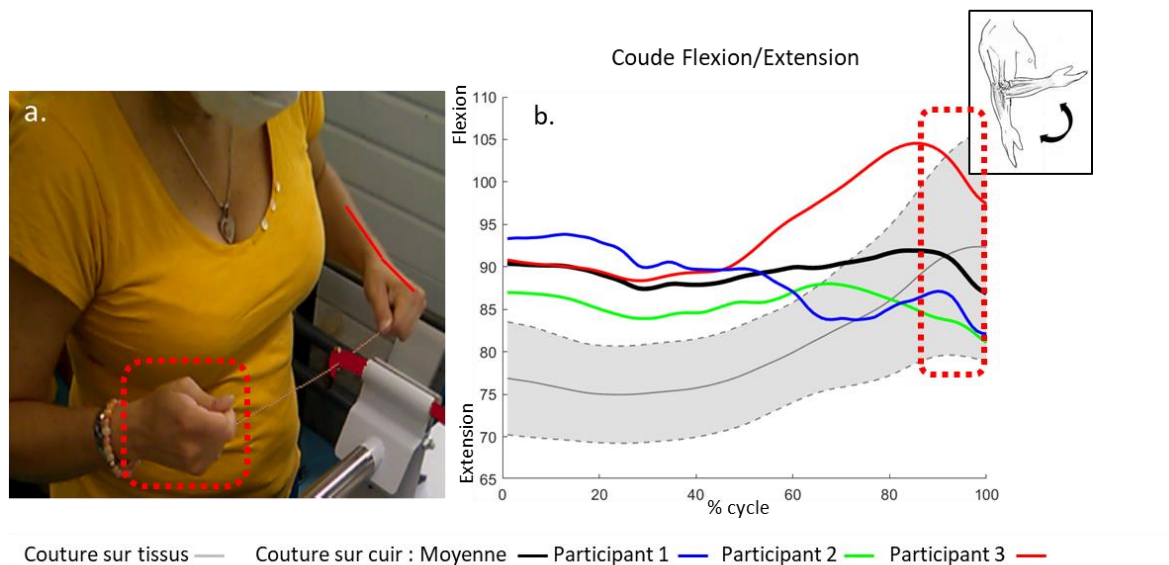 Coude Flexion/Extension
a.
b.
Flexion
Extension
110
105
100
95
90
85
80
75
70
65
0 20 40 60 80 100
% cycle
Couture sur tissus Couture sur cuir : Moyenne Participant 1 Participant 2 Participant 3